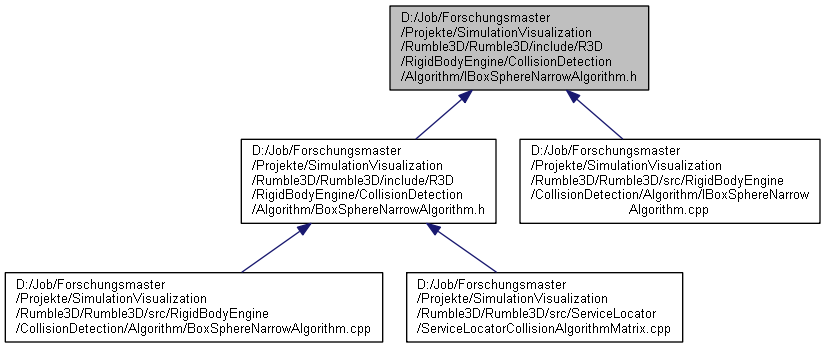 D:/Job/Forschungsmaster
/Projekte/SimulationVisualization
/Rumble3D/Rumble3D/include/R3D
/RigidBodyEngine/CollisionDetection
/Algorithm/IBoxSphereNarrowAlgorithm.h
D:/Job/Forschungsmaster
/Projekte/SimulationVisualization
/Rumble3D/Rumble3D/include/R3D
/RigidBodyEngine/CollisionDetection
/Algorithm/BoxSphereNarrowAlgorithm.h
D:/Job/Forschungsmaster
/Projekte/SimulationVisualization
/Rumble3D/Rumble3D/src/RigidBodyEngine
/CollisionDetection/Algorithm/IBoxSphereNarrow
Algorithm.cpp
D:/Job/Forschungsmaster
/Projekte/SimulationVisualization
/Rumble3D/Rumble3D/src/RigidBodyEngine
/CollisionDetection/Algorithm/BoxSphereNarrowAlgorithm.cpp
D:/Job/Forschungsmaster
/Projekte/SimulationVisualization
/Rumble3D/Rumble3D/src/ServiceLocator
/ServiceLocatorCollisionAlgorithmMatrix.cpp